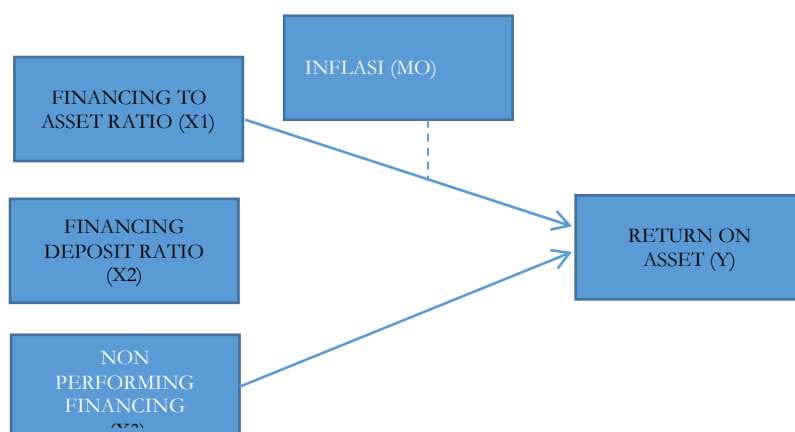 INFLASI (MO)
FINANCING TO
ASSET RATIO (X1)
FINANCING
DEPOSIT RATIO
(X2)
RETURN ON
ASSET (Y)
NON
PERFORMING
FINANCING